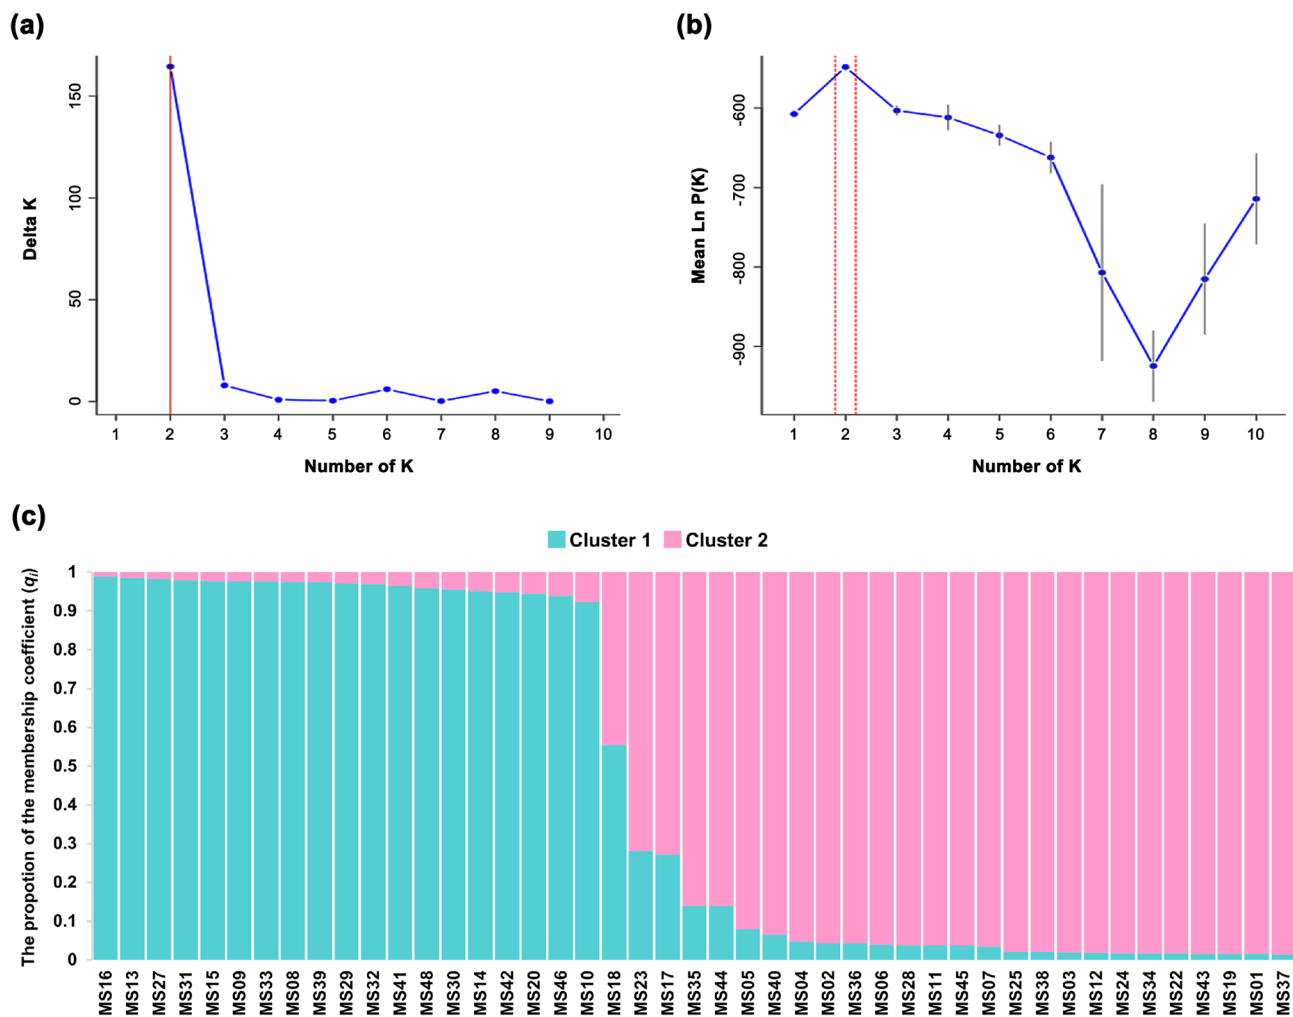 (a)
150
100
50
0
Delta K
1 2 3 4 5 6 7 8 9 10
Number of K
(b)
-600
-700
-800
-900
Mean Ln P(K)
1 2 3 4 5 6 7 8 9 10
Number of K
(c)
Cluster 1 Cluster 2
The propotion of the membership coefficient (qi)
1
0.9
0.8
0.7
0.6
0.5
0.4
0.3
0.2
0.1
0
MS16 MS13 MS27 MS31 MS15 MS09 MS33 MS08 MS39 MS29 MS32 MS41 MS48 MS30 MS14 MS42 MS20 MS46 MS10 MS18 MS23 MS17 MS35 MS44 MS05 MS40 MS04 MS02 MS36 MS06 MS28 MS11 MS45 MS07 MS25 MS38 MS03 MS12 MS24 MS34 MS22 MS43 MS19 MS01 MS37